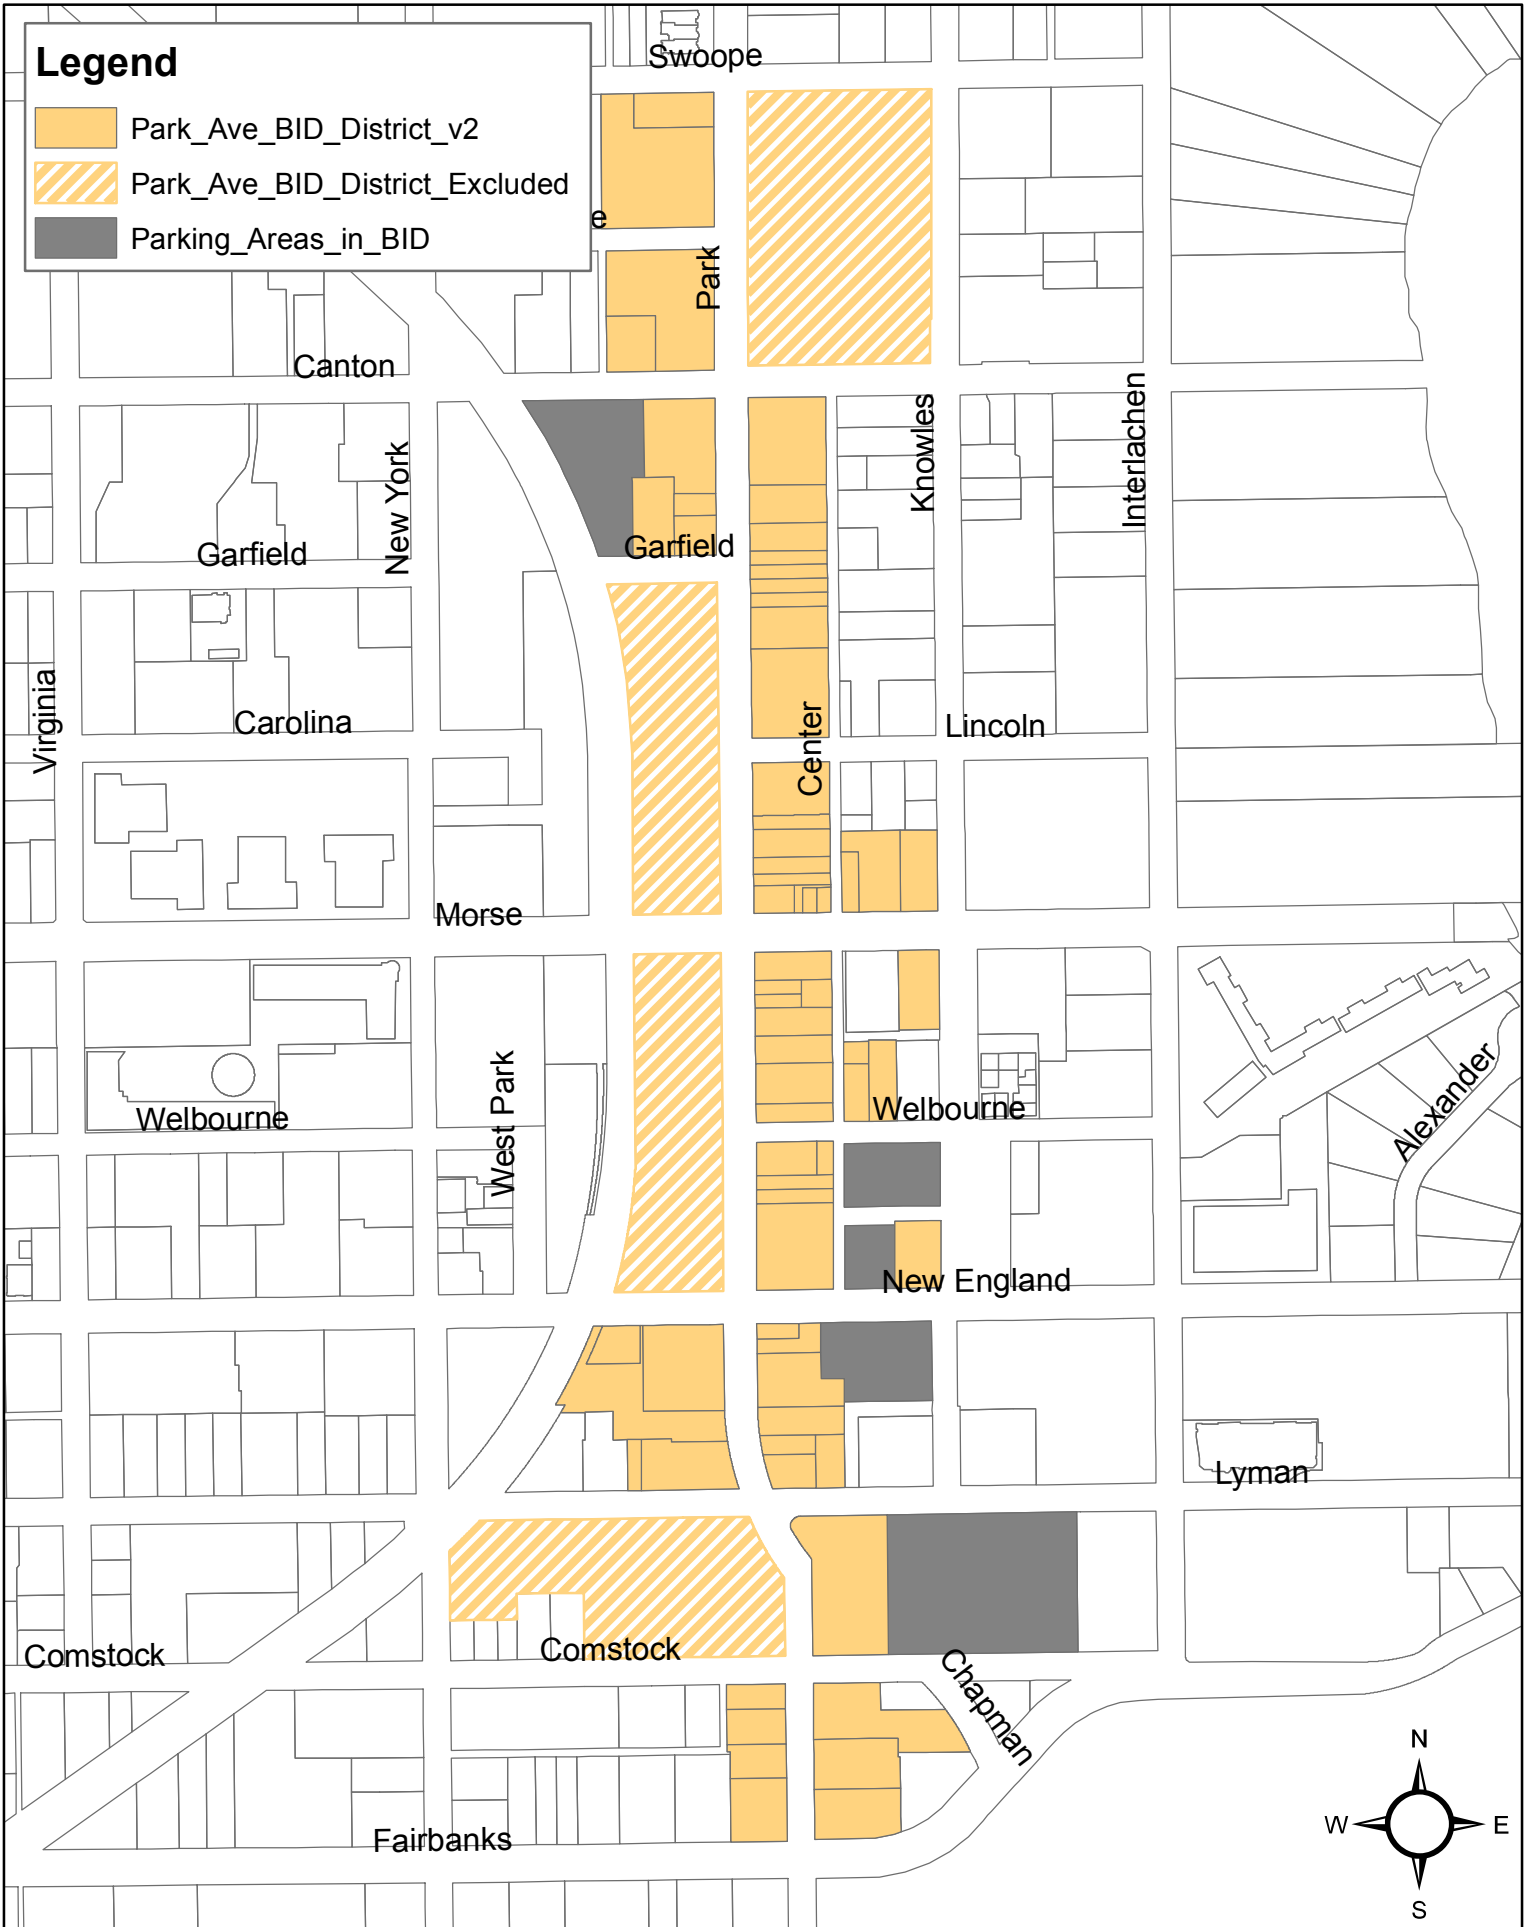 Swoope
Legend
Park_Ave_BID_District_v2
Park_Ave_BID_District_Excluded
Parking_Areas_in_BID
e
Park
Canton
Knowles
Interlachen
New York
Garfield
Garfield
Virginia
Carolina
Center
Lincoln
Morse
West Park
Welbourne
Welbourne
Alexander
New England
Lyman
Comstock
Comstock
Chapman
Fairbanks
N
W
E
S